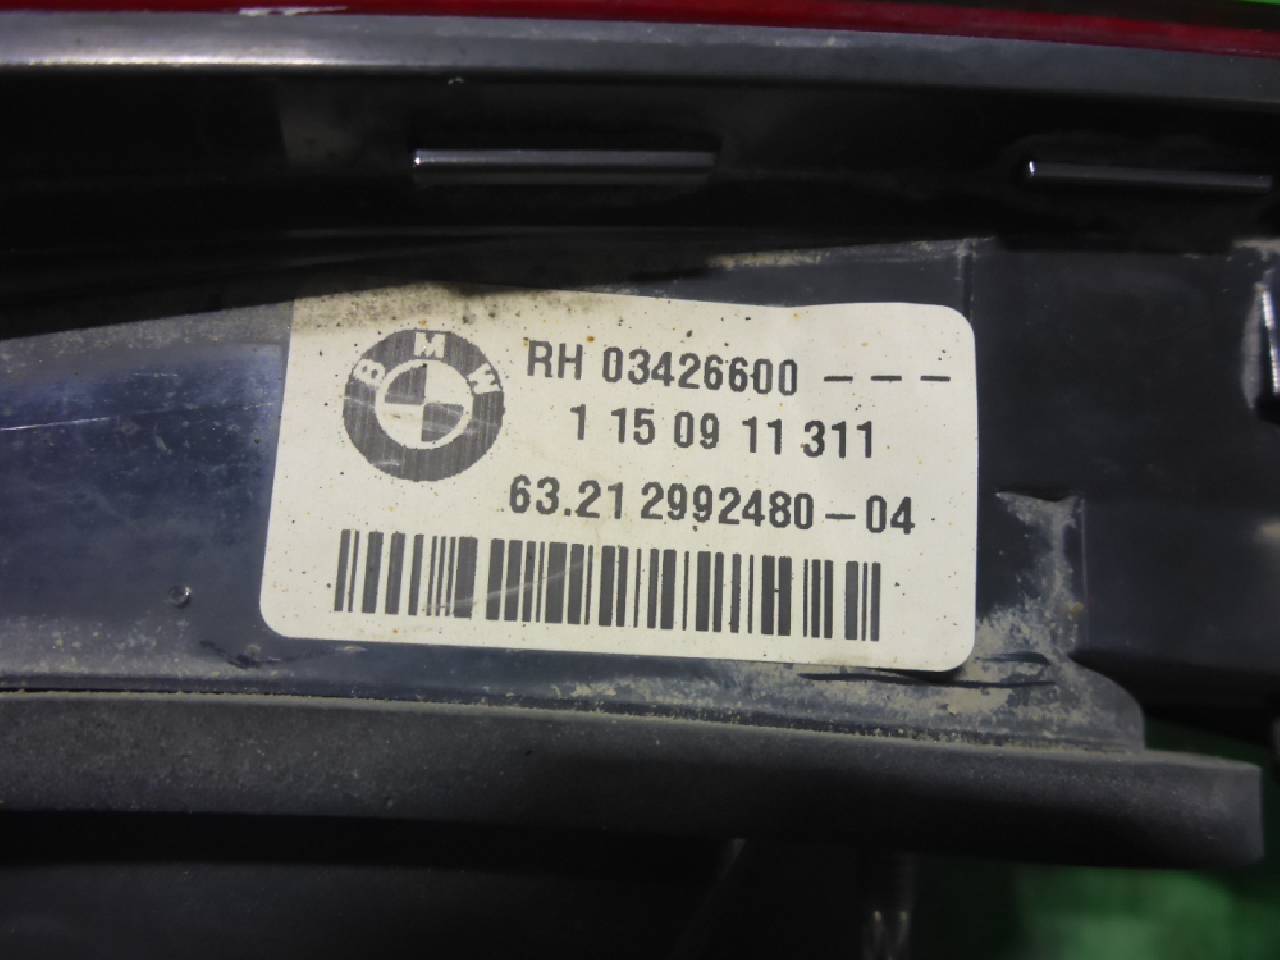 BMW
RH 03426600 – – –
1 15 09 11 311
63.21 2992480–04